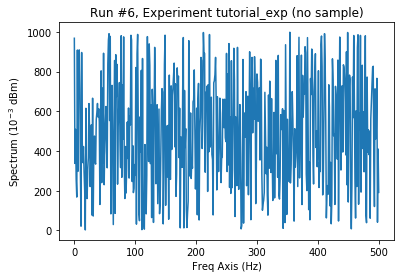 Run #6, Experiment tutorial_exp (no sample)
1000
800
600
400
200
0
Spectrum (10⁻³ dBm)
0 100 200 300 400 500
Freq Axis (Hz)